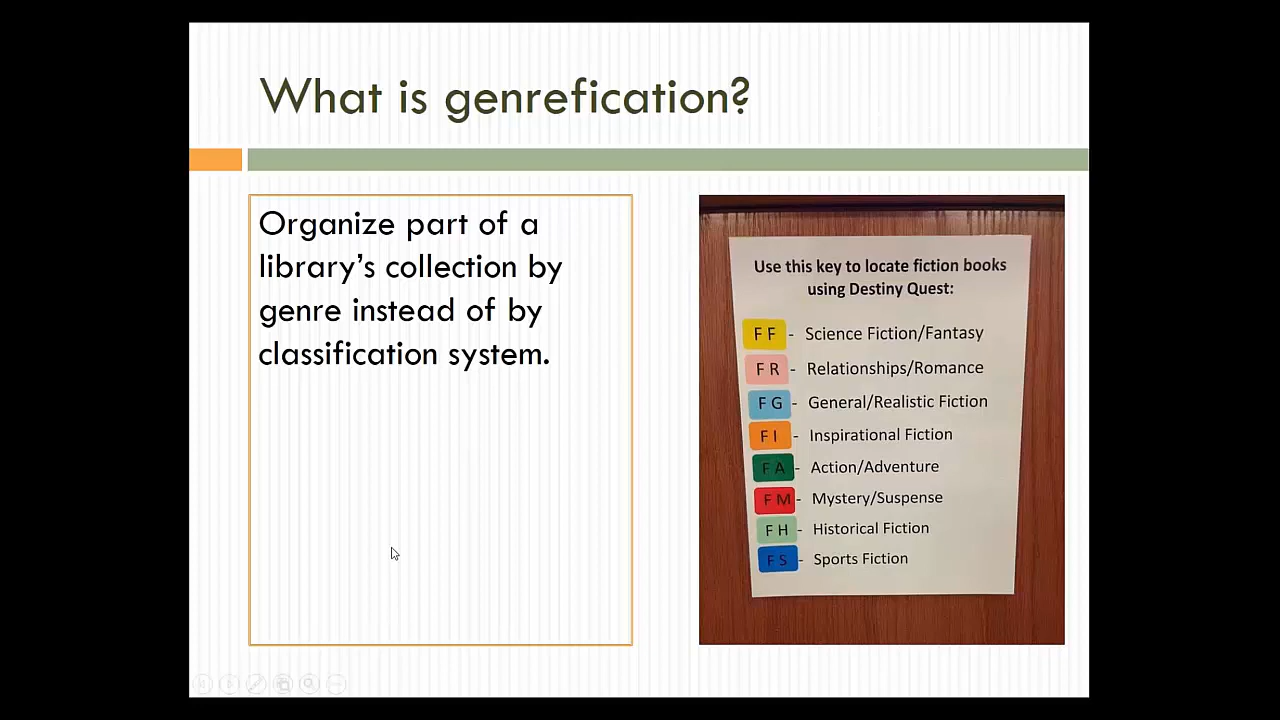 What is genrefication?
Organize part of a
library's collection by
genre instead of by
classification system.
Use this key to locate fiction books
using Destiny Quest:
F F - Science Fiction/Fantasy
F R - Relationships/Romance
F G - General/Realistic Fiction
F I - Inspirational Fiction
F A - Action/Adventure
F M - Mystery/Suspense
F H - Historical Fiction
F S - Sports Fiction